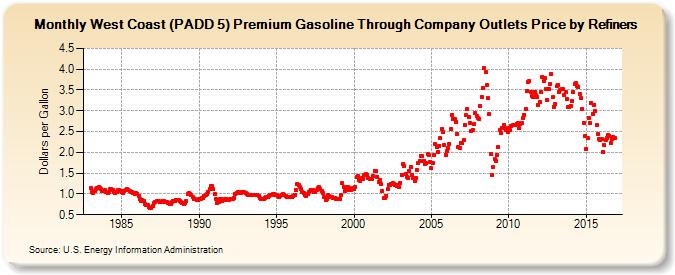 Monthly West Coast (PADD 5) Premium Gasoline Through Company Outlets Price by Refiners
Dollars per Gallon
4.5
4.0
3.5
3.0
2.5
2.0
1.5
1.0
0.5
1985 1990 1995 2000 2005 2010 2015
Source: U.S. Energy Information Administration